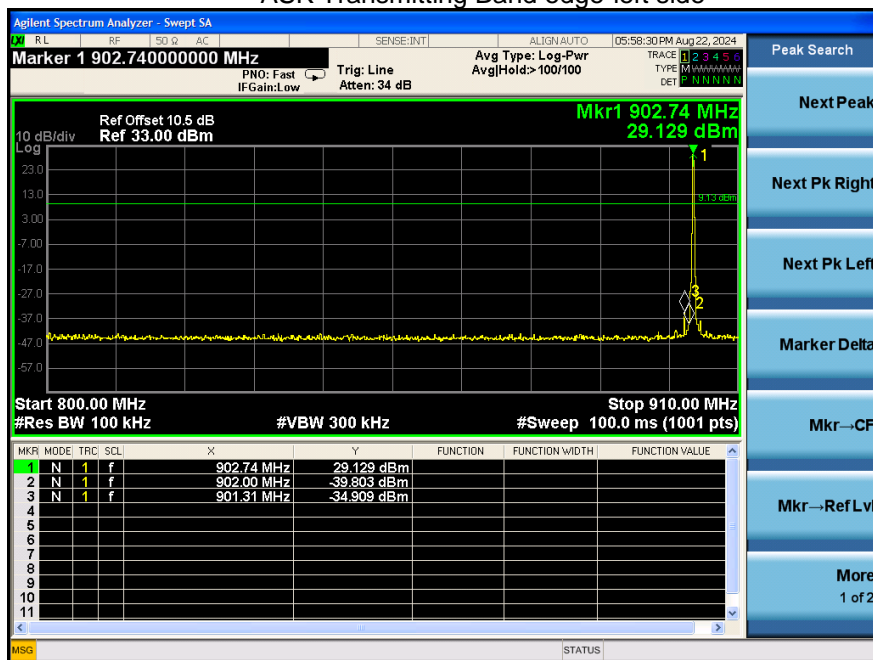 ASK Transmitting Band edge-left side
Agilent Spectrum Analyzer - Swept SA
LXI RL RF 50 Ω AC SENSE:INT ALIGN AUTO 05:58:30 PM Aug 22, 2024
Marker 1 902.740000000 MHz
PNO: Fast
IFGain:Low
Trig: Line
Atten: 34 dB
Avg Type: Log-Pwr
Avg|Hold:>100/100
TRACE 1 2 3 4 5 6
TYPE M WWWWW
DET P N N N N N
Peak Search
Next Peak
Next Pk Right
Next Pk Left
Marker Delta
Mkr→CF
Mkr→Ref Lvl
More
1 of 2
Mkr1 902.74 MHz
29.129 dBm
Ref Offset 10.5 dB
10 dB/div Ref 33.00 dBm
Log
1
23.0
13.0
9.13 dBm
3.00
-7.00
-17.0
-27.0
3
2
-37.0
-47.0
-57.0
Start 800.00 MHz Stop 910.00 MHz
#Res BW 100 kHz #VBW 300 kHz #Sweep 100.0 ms (1001 pts)
MKR MODE TRC SCL X Y FUNCTION FUNCTION WIDTH FUNCTION VALUE
1 N 1 f 902.74 MHz 29.129 dBm
2 N 1 f 902.00 MHz -39.803 dBm
3 N 1 f 901.31 MHz -34.909 dBm
4
5
6
7
8
9
10
11
MSG STATUS